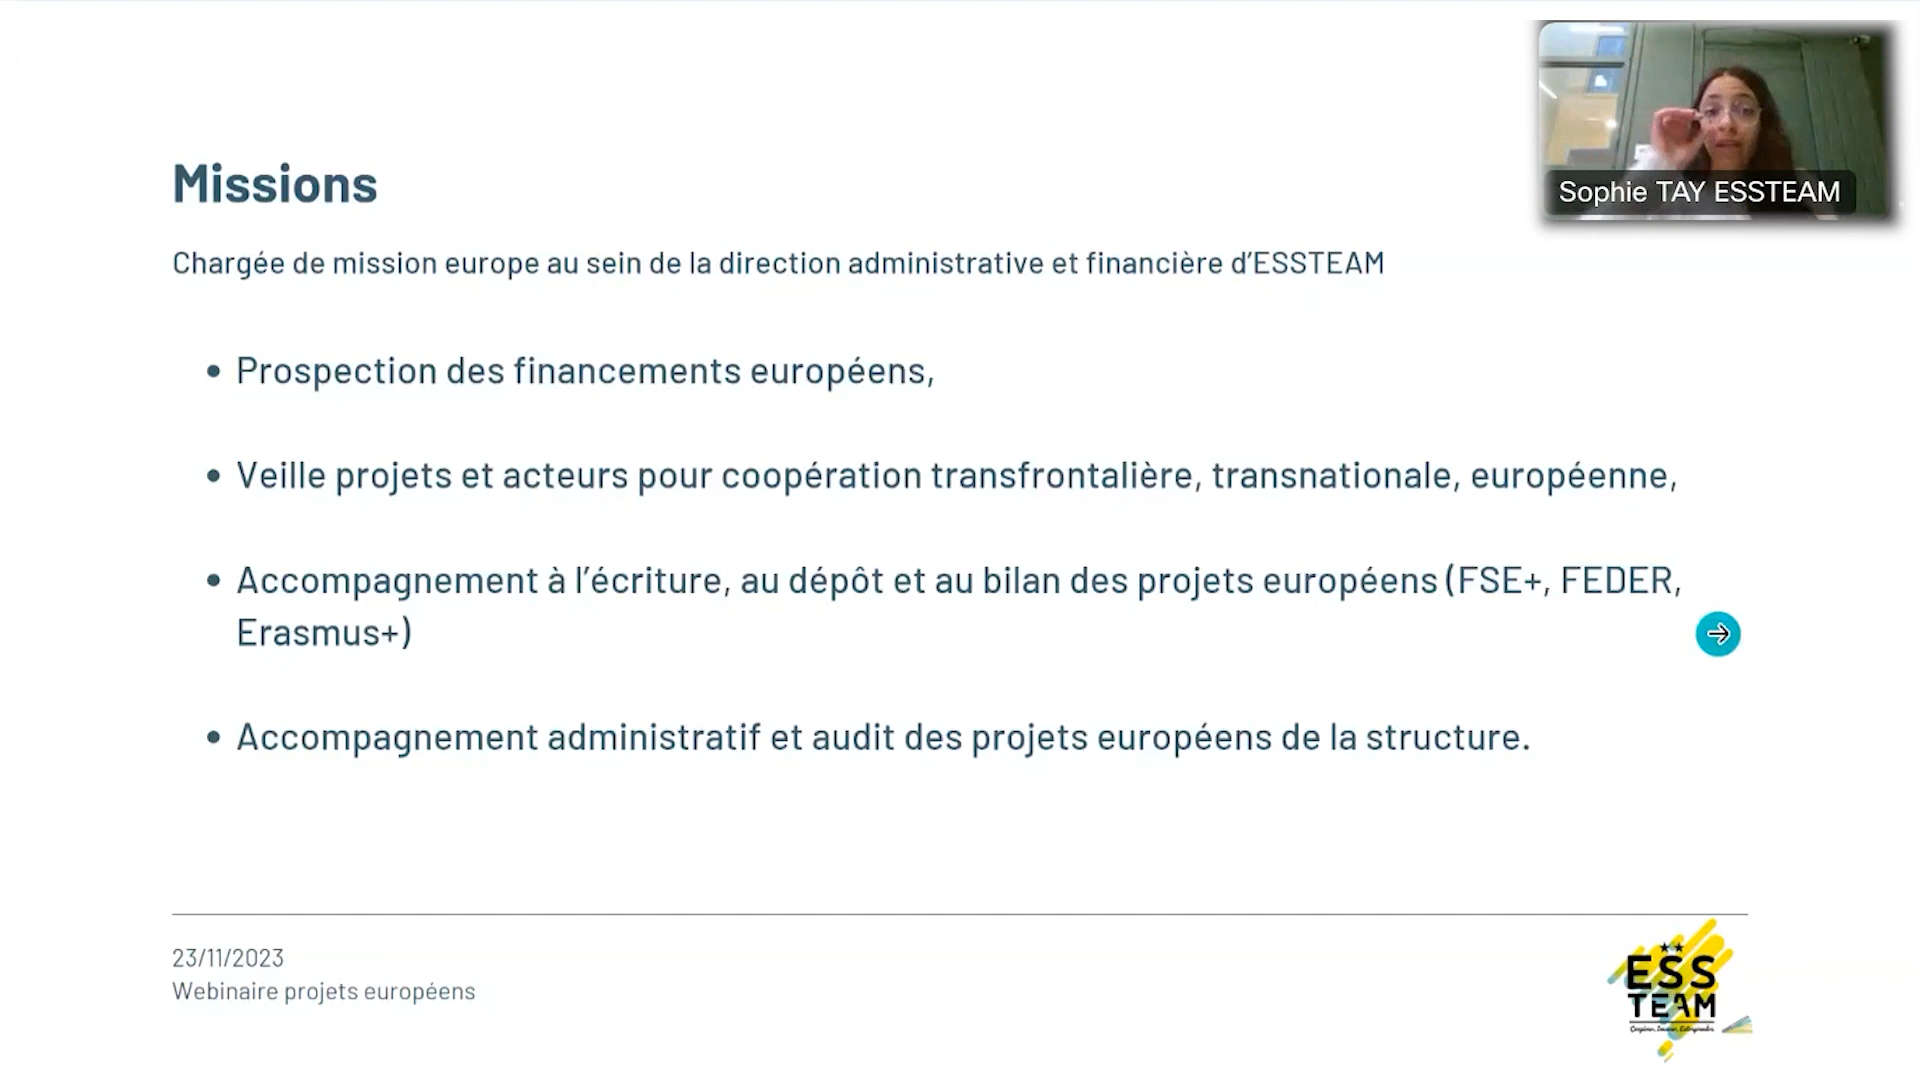 Sophie TAY ESSTEAM
Missions
Chargée de mission europe au sein de la direction administrative et financière d’ESSTEAM
• Prospection des financements européens,
• Veille projets et acteurs pour coopération transfrontalière, transnationale, européenne,
• Accompagnement à l’écriture, au dépôt et au bilan des projets européens (FSE+, FEDER,
Erasmus+)
• Accompagnement administratif et audit des projets européens de la structure.
23/11/2023
Webinaire projets européens
ESS
TEAM